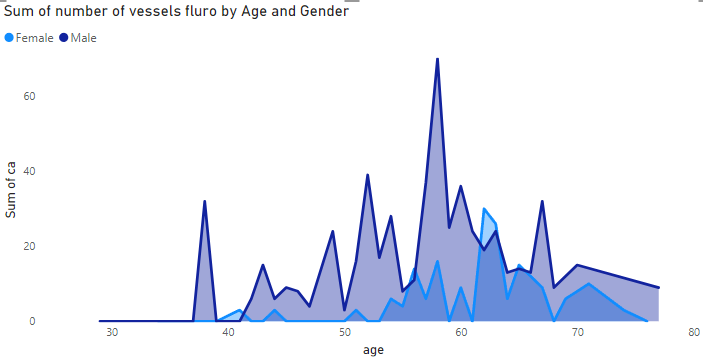 Sum of number of vessels fluro by Age and Gender
Female Male
Sum of ca
60
40
20
0
30 40 50 60 70 80
age